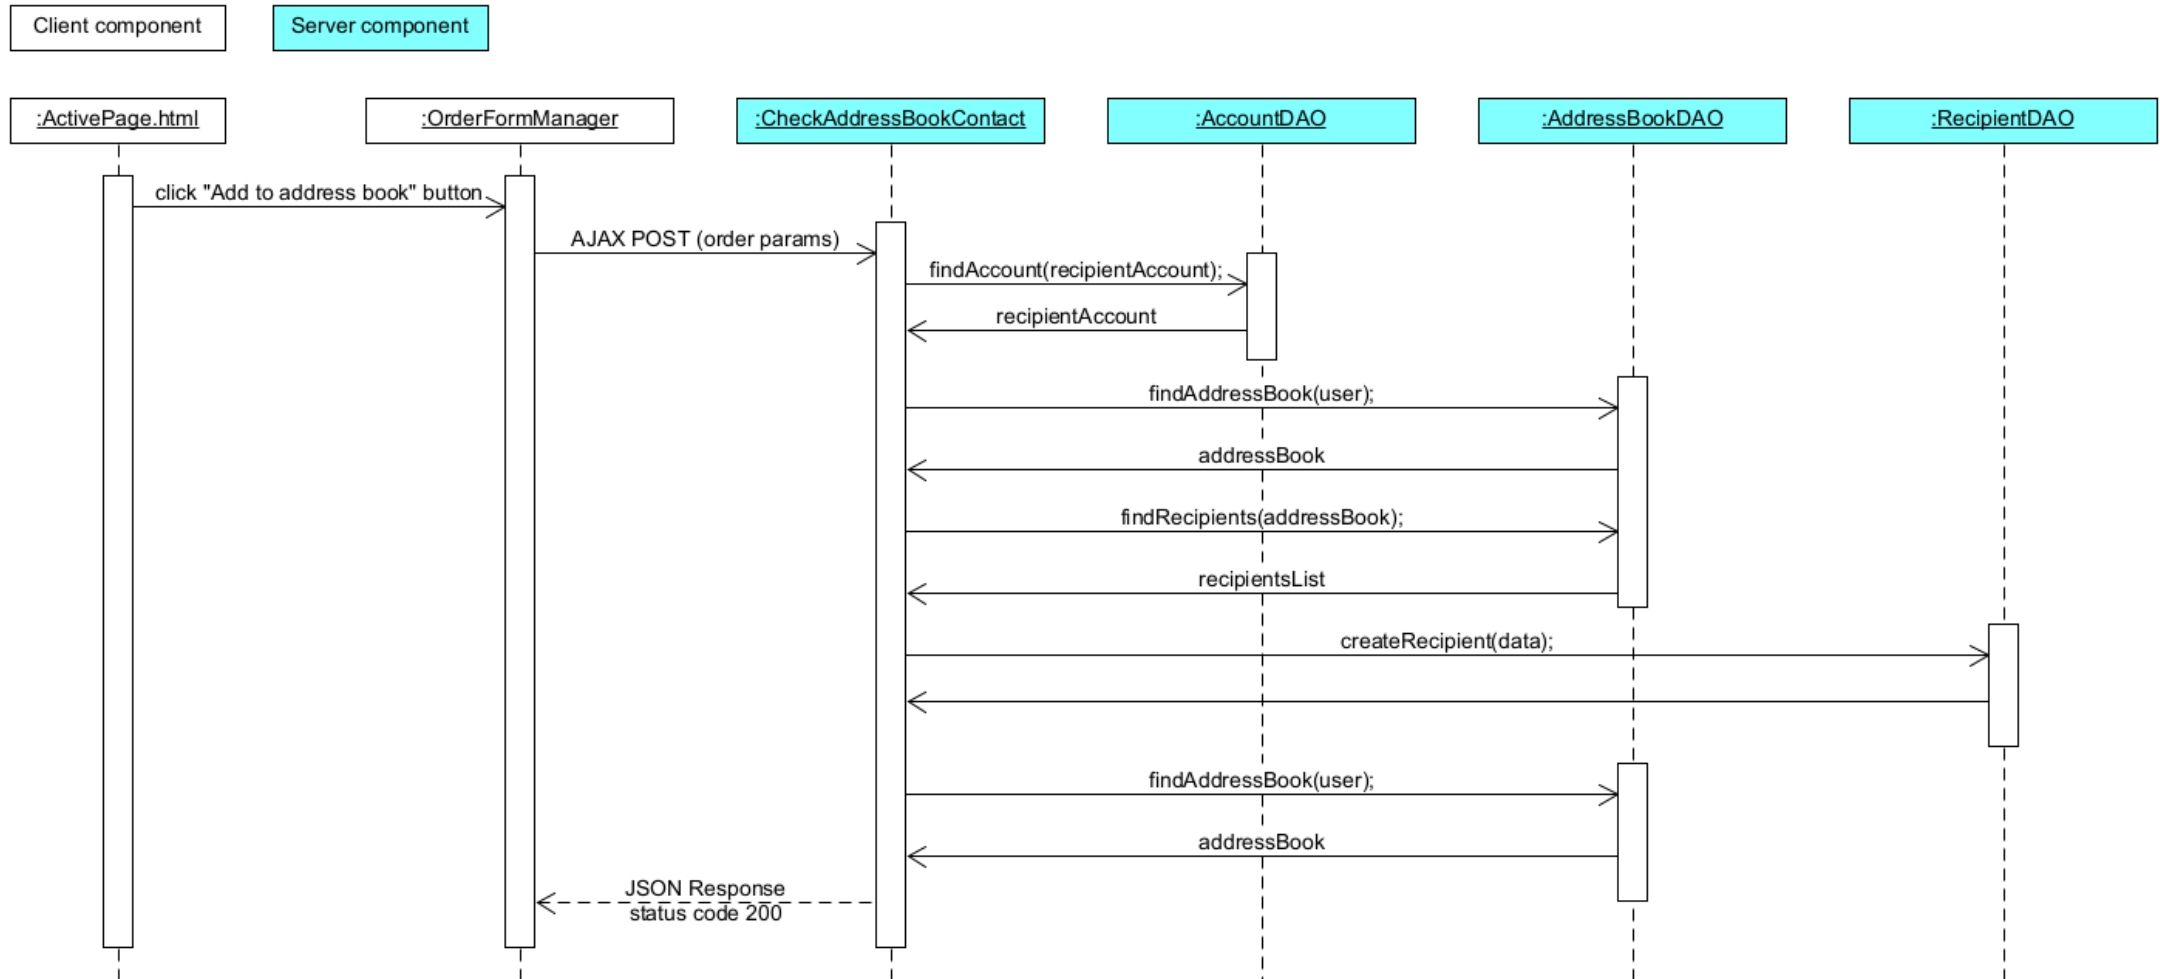 Client component
Server component
:ActivePage.html
:OrderFormManager
:CheckAddressBookContact
:AccountDAO
:AddressBookDAO
:RecipientDAO
click "Add to address book" button
AJAX POST (order params)
findAccount(recipientAccount);
recipientAccount
findAddressBook(user);
addressBook
findRecipients(addressBook);
recipientsList
createRecipient(data);
findAddressBook(user);
addressBook
JSON Response
status code 200